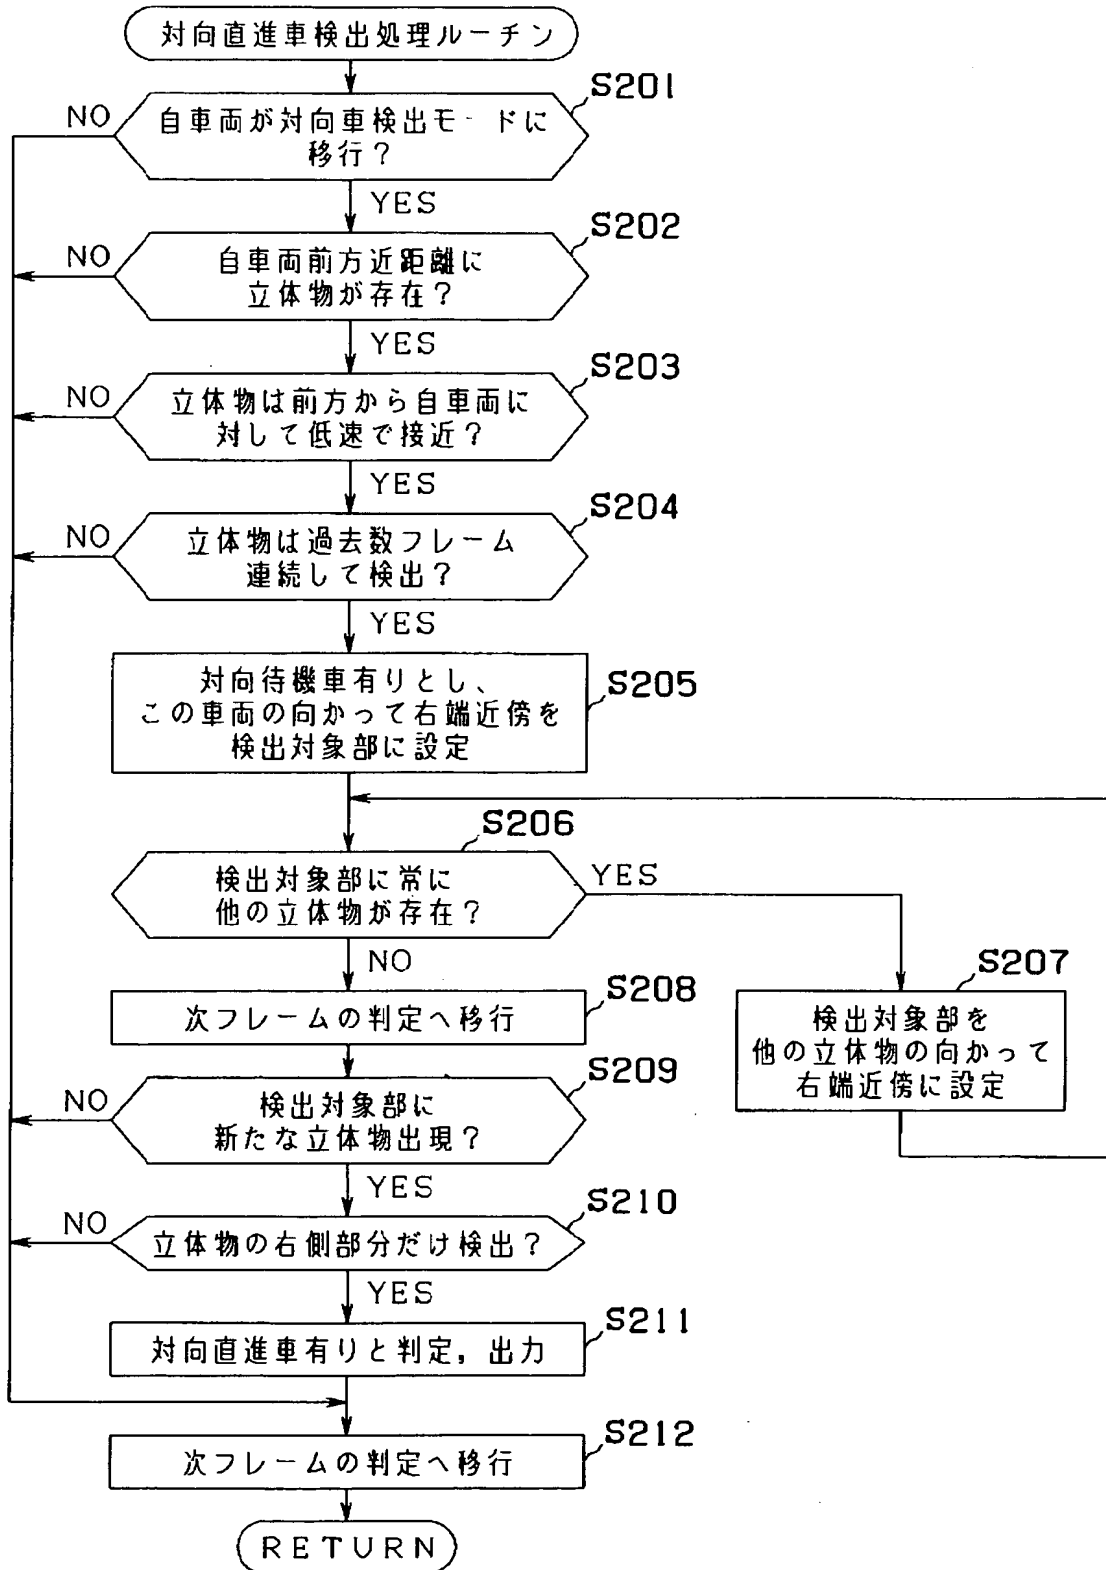 対向直進車検出処理ルーチン
S201
NO
自車両が対向車検出モードに
移行?
YES
S202
NO
自車両前方近距離に
立体物が存在?
YES
S203
NO
立体物は前方から自車両に
対して低速で接近?
YES
S204
NO
立体物は過去数フレーム
連続して検出?
YES
S205
対向待機車有りとし、
この車両の向かって右端近傍を
検出対象部に設定
S206
検出対象部に常に
他の立体物が存在?
YES
NO
S207
検出対象部を
他の立体物の向かって
右端近傍に設定
S208
次フレームの判定へ移行
S209
NO
検出対象部に
新たな立体物出現?
YES
S210
NO
立体物の右側部分だけ検出?
YES
S211
対向直進車有りと判定,出力
S212
次フレームの判定へ移行
RETURN